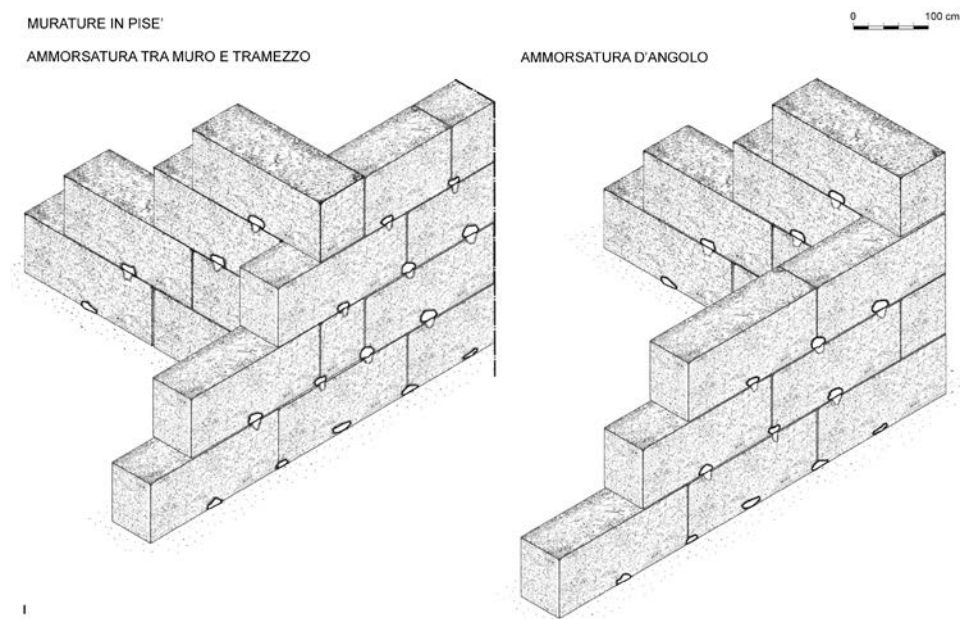 MURATURE IN PISE'
0 100 cm
AMMORSATURA TRA MURO E TRAMEZZO
AMMORSATURA D'ANGOLO
I